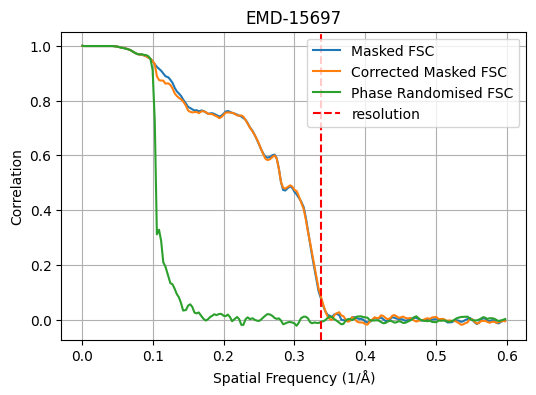 EMD-15697
1.0
0.8
0.6
0.4
0.2
0.0
Correlation
Masked FSC
Corrected Masked FSC
Phase Randomised FSC
resolution
0.0 0.1 0.2 0.3 0.4 0.5 0.6
Spatial Frequency (1/Å)